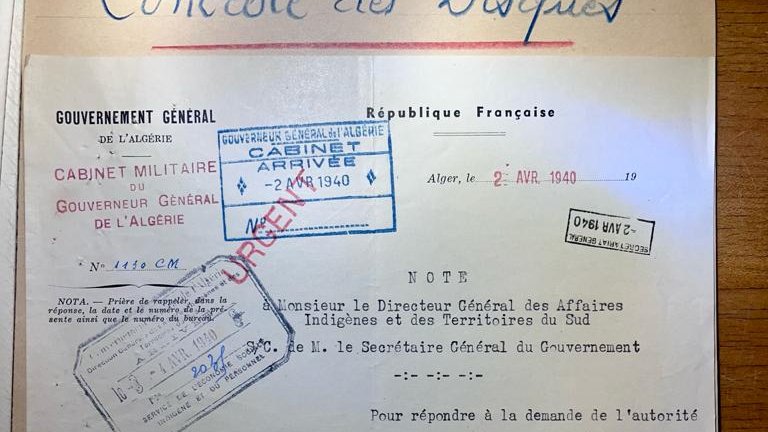 Contrôle des Disques
GOUVERNEMENT GÉNÉRAL
DE L'ALGÉRIE
CABINET MILITAIRE
DU
GOUVERNEUR GÉNÉRAL
DE L'ALGÉRIE
République Française
GOUVERNEUR GÉNÉRAL de l'ALGÉRIE
CABINET
ARRIVÉE
-2 AVR 1940
N°
URGENT
Alger, le 2 AVR. 1940 19
SECRÉTARIAT GÉNÉRAL
-2 AVR 1940
N° 1190 CM
NOTA. — Prière de rappeler, dans la
réponse, la date et le numéro de la pré-
sente ainsi que le numéro du bureau.
- 4 AVR. 1940
SERVICE DE L'ECONOMIE SOCIALE
INDIGÈNE ET DU PERSONNEL
NOTE
à Monsieur le Directeur Général des Affaires
Indigènes et des Territoires du Sud
S/C. de M. le Secrétaire Général du Gouvernement
-:- -:- -:-
Pour répondre à la demande de l'autorité